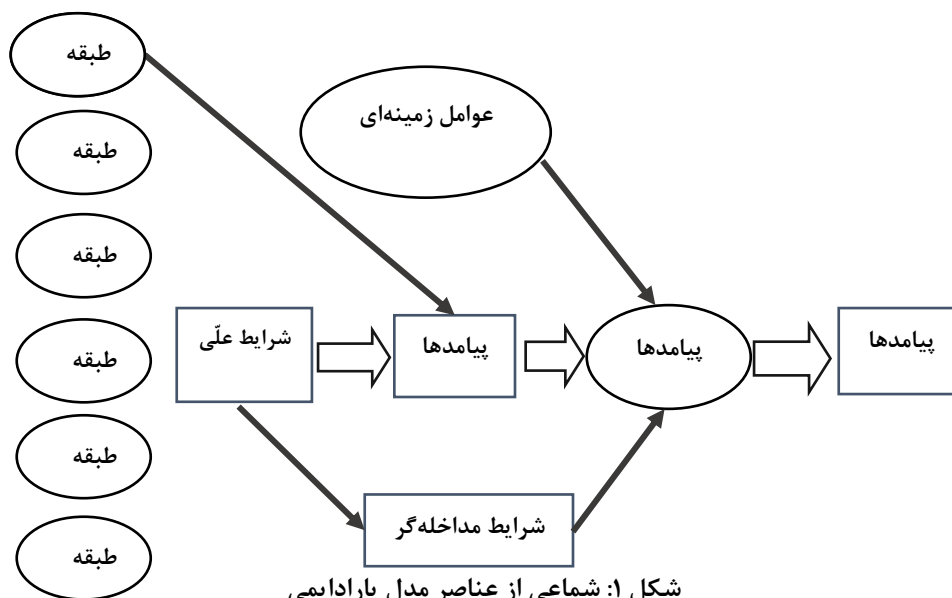 طبقه
عوامل زمینه‌ای
طبقه
طبقه
شرایط علّی
پیامدها
پیامدها
پیامدها
طبقه
طبقه
شرایط مداخله‌گر
طبقه
شکل ۱: شماعی از عناصر مدل پارادایمی